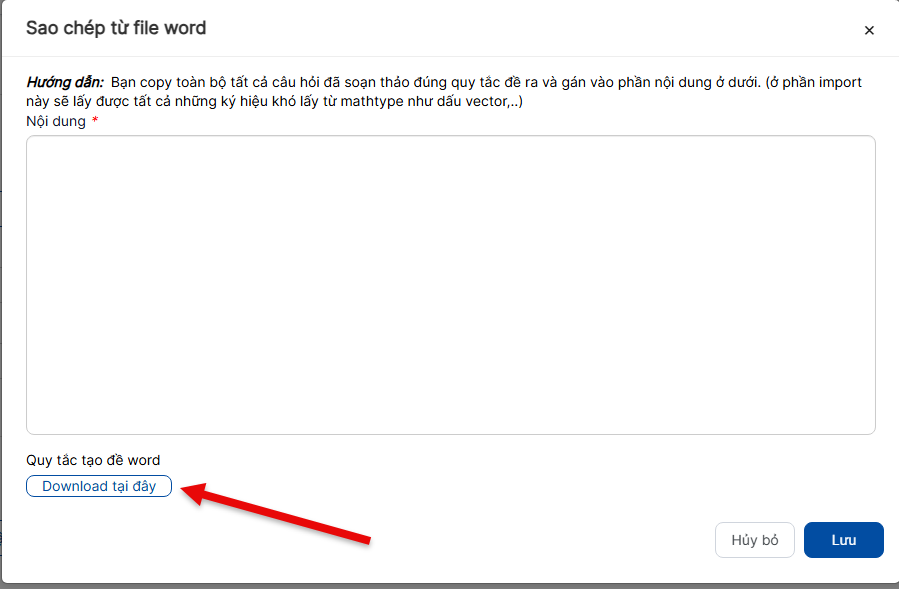 Sao chép từ file word
×
Hướng dẫn: Bạn copy toàn bộ tất cả câu hỏi đã soạn thảo đúng quy tắc đề ra và gán vào phần nội dung ở dưới. (ở phần import
này sẽ lấy được tất cả những ký hiệu khó lấy từ mathtype như dấu vector,..)
Nội dung *
Quy tắc tạo đề word
Download tại đây
Hủy bỏ
Lưu